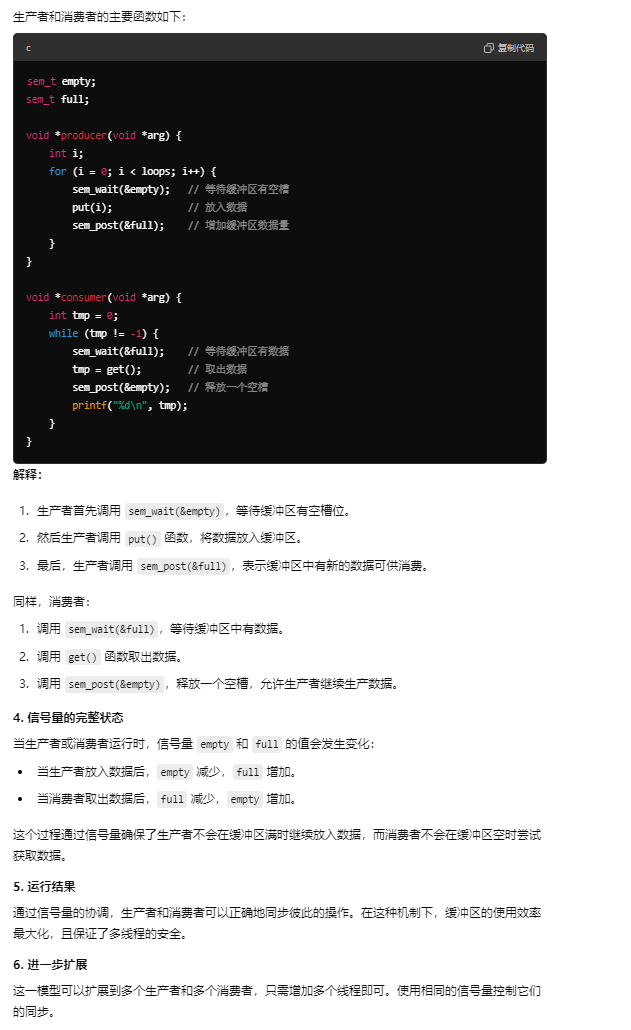 生产者和消费者的主要函数如下：
c
复制代码
sem_t empty;
sem_t full;
void *producer(void *arg) {
    int i;
    for (i = 0; i < loops; i++) {
        sem_wait(&empty);   // 等待缓冲区有空槽
        put(i);             // 放入数据
        sem_post(&full);    // 增加缓冲区数据量
    }
}
void *consumer(void *arg) {
    int tmp = 0;
    while (tmp != -1) {
        sem_wait(&full);    // 等待缓冲区有数据
        tmp = get();        // 取出数据
        sem_post(&empty);   // 释放一个空槽
        printf("%d\n", tmp);
    }
}
解释：
1. 生产者首先调用 sem_wait(&empty)，等待缓冲区有空槽位。
2. 然后生产者调用 put() 函数，将数据放入缓冲区。
3. 最后，生产者调用 sem_post(&full)，表示缓冲区中有新的数据可供消费。
同样，消费者：
1. 调用 sem_wait(&full)，等待缓冲区中有数据。
2. 调用 get() 函数取出数据。
3. 调用 sem_post(&empty)，释放一个空槽，允许生产者继续生产数据。
4. 信号量的完整状态
当生产者或消费者运行时，信号量 empty 和 full 的值会发生变化：
• 当生产者放入数据后，empty 减少，full 增加。
• 当消费者取出数据后，full 减少，empty 增加。
这个过程通过信号量确保了生产者不会在缓冲区满时继续放入数据，而消费者不会在缓冲区空时尝试
获取数据。
5. 运行结果
通过信号量的协调，生产者和消费者可以正确地同步彼此的操作。在这种机制下，缓冲区的使用效率
最大化，且保证了多线程的安全。
6. 进一步扩展
这一模型可以扩展到多个生产者和多个消费者，只需增加多个线程即可。使用相同的信号量控制它们
的同步。